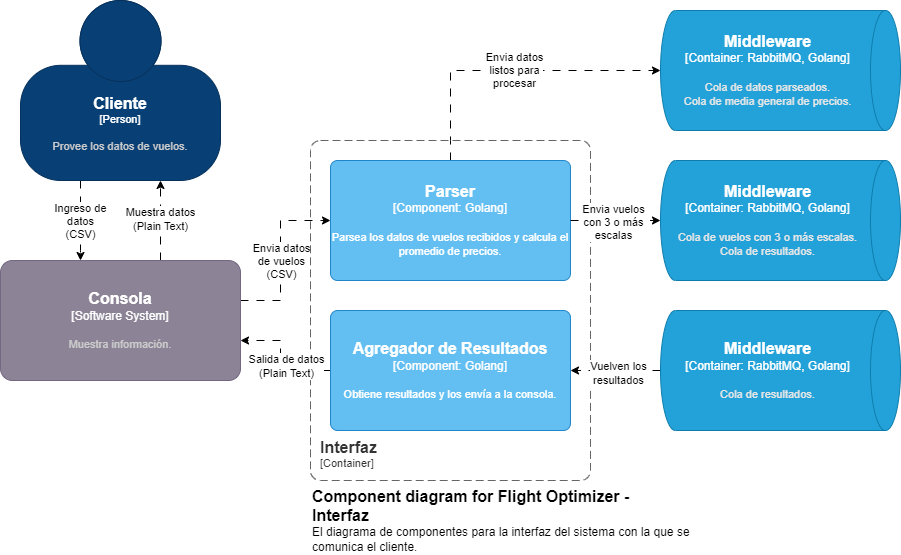 Cliente
[Person]
Provee los datos de vuelos.
Ingreso de
datos
(CSV)
Muestra datos
(Plain Text)
Consola
[Software System]
Muestra información.
Envia datos
de vuelos
(CSV)
Salida de datos
(Plain Text)
Parser
[Component: Golang]
Parsea los datos de vuelos recibidos y calcula el
promedio de precios.
Agregador de Resultados
[Component: Golang]
Obtiene resultados y los envía a la consola.
Interfaz
[Container]
Envia datos
listos para
procesar
Envia vuelos
con 3 o más
escalas
Vuelven los
resultados
Middleware
[Container: RabbitMQ, Golang]
Cola de datos parseados.
Cola de media general de precios.
Middleware
[Container: RabbitMQ, Golang]
Cola de vuelos con 3 o más escalas.
Cola de resultados.
Middleware
[Container: RabbitMQ, Golang]
Cola de resultados.
Component diagram for Flight Optimizer -
Interfaz
El diagrama de componentes para la interfaz del sistema con la que se
comunica el cliente.